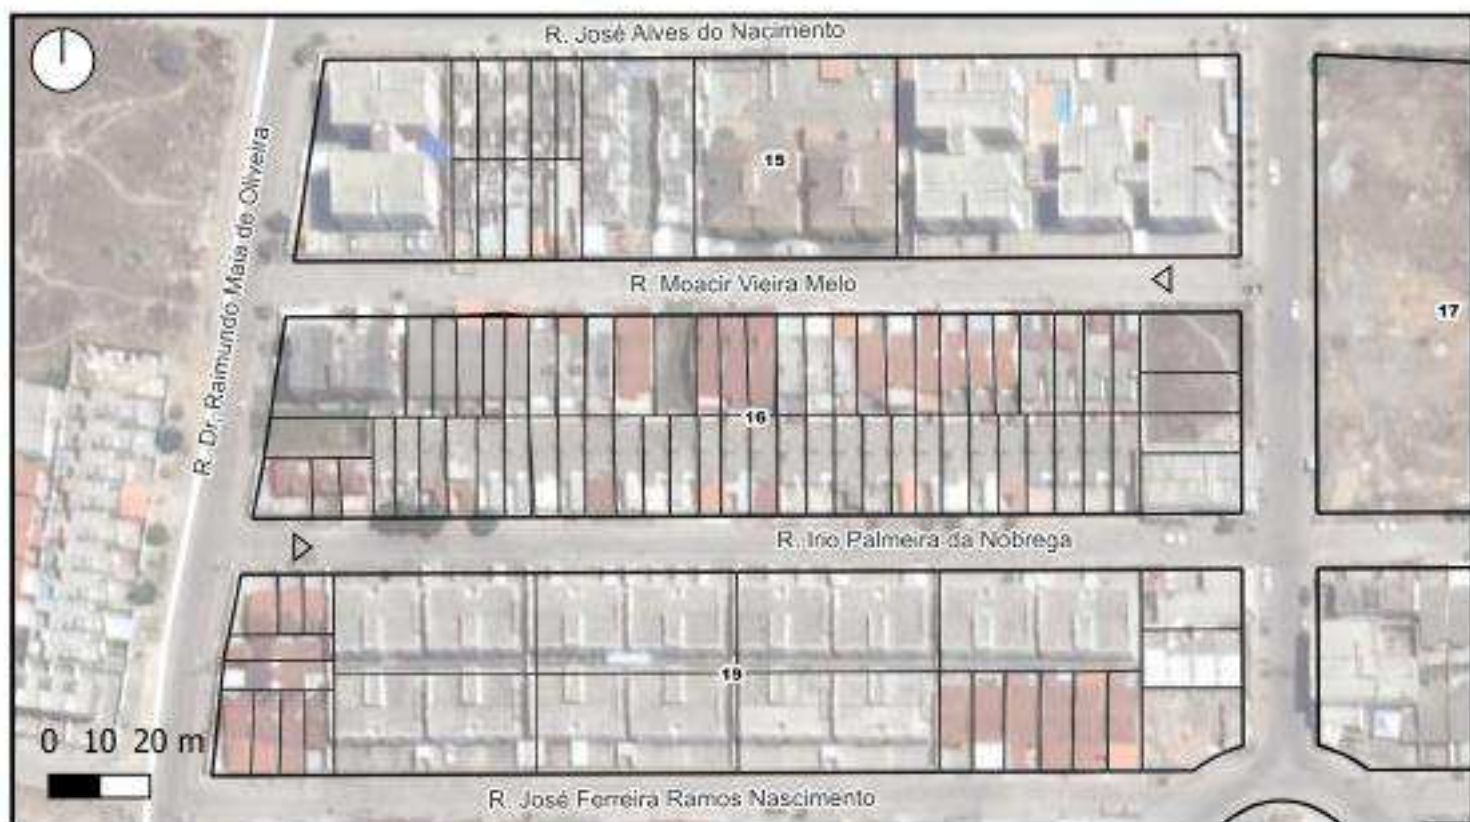 R. José Alves do Nacimento
R. Dr. Raimundo Maia de Oliveira
15
R. Moacir Vieira Melo
17
16
R. Irio Palmeira da Nóbrega
19
0 10 20 m
R. José Ferreira Ramos Nascimento